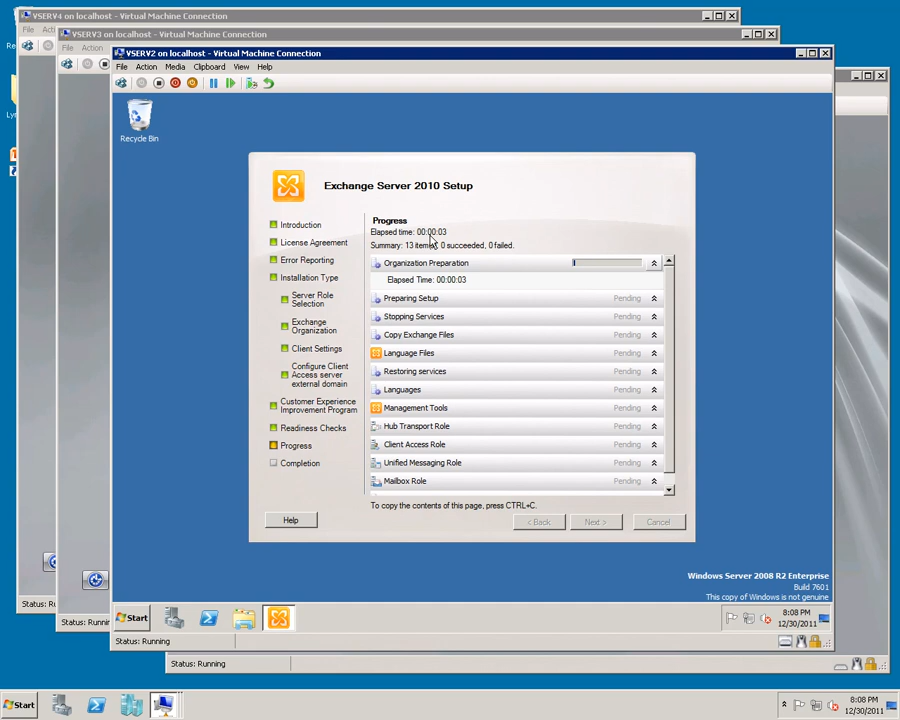 VSERV4 on localhost - Virtual Machine Connection
File
VSERV3 on localhost - Virtual Machine Connection
File Action
VSERV2 on localhost - Virtual Machine Connection
File Action Media Clipboard View Help
Recycle Bin
Exchange Server 2010 Setup
Introduction
License Agreement
Error Reporting
Installation Type
Server Role
Selection
Exchange
Organization
Client Settings
Configure Client
Access server
external domain
Customer Experience
Improvement Program
Readiness Checks
Progress
Completion
Progress
Elapsed time: 00:00:03
Summary: 13 items. 0 succeeded, 0 failed.
Organization Preparation
Elapsed Time: 00:00:03
Preparing Setup Pending
Stopping Services Pending
Copy Exchange Files Pending
Language Files Pending
Restoring services Pending
Languages Pending
Management Tools Pending
Hub Transport Role Pending
Client Access Role Pending
Unified Messaging Role Pending
Mailbox Role Pending
To copy the contents of this page, press CTRL+C.
Help < Back Next > Cancel
Windows Server 2008 R2 Enterprise
Build 7601
This copy of Windows is not genuine
Start
8:08 PM
12/30/2011
Status: Running
Status: Running
Start
8:08 PM
12/30/2011